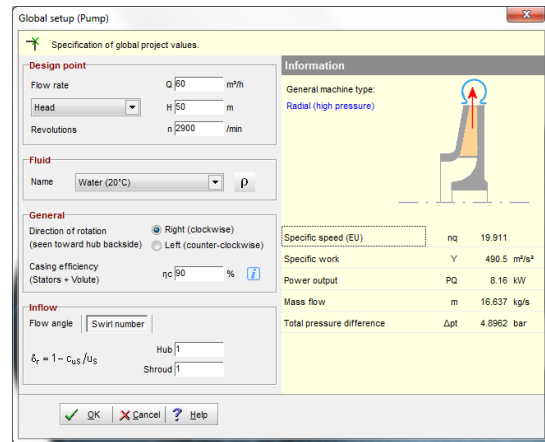 Global setup (Pump)
Specification of global project values.
Design point
Flow rate Q 60 m³/h
Head H 50 m
Revolutions n 2900 /min
Fluid
Name Water (20°C) ρ
General
Direction of rotation Right (clockwise)
(seen toward hub backside) Left (counter-clockwise)
Casing efficiency
(Stators + Volute) ηc 90 % i
Inflow
Flow angle Swirl number
δr = 1 - cuS/uS
Hub 1
Shroud 1
OK Cancel ? Help
Information
General machine type:
Radial (high pressure)
Specific speed (EU) nq 19.911
Specific work Y 490.5 m²/s²
Power output PQ 8.16 kW
Mass flow m 16.637 kg/s
Total pressure difference Δpt 4.8962 bar